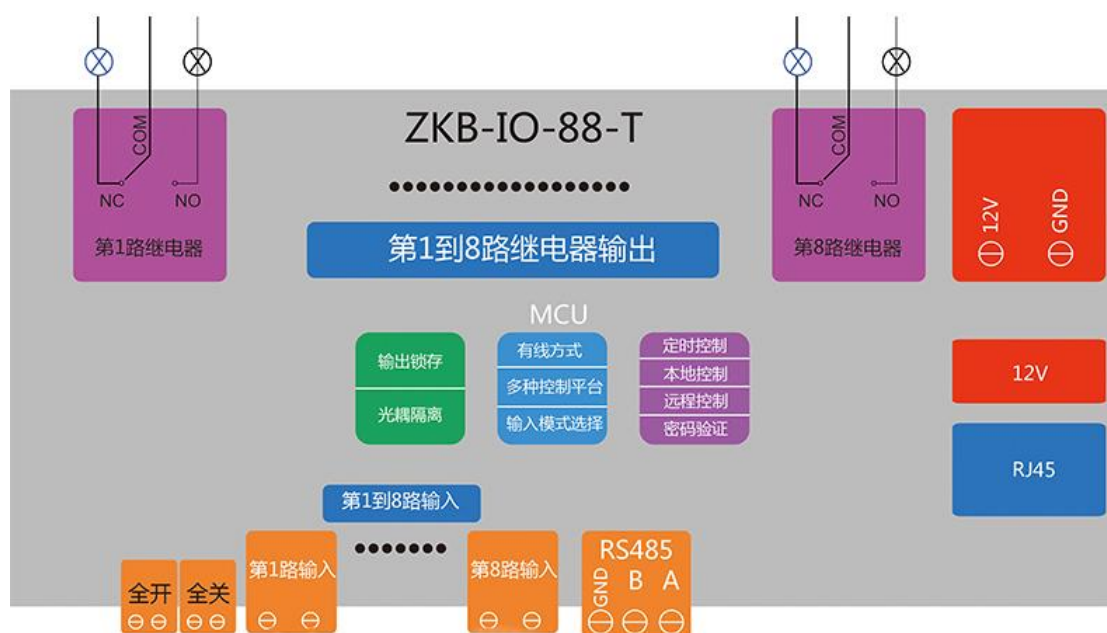 ZKB-IO-88-T
COM
NC
NO
第1路继电器
第1到8路继电器输出
COM
NC
NO
第8路继电器
12V
GND
MCU
输出锁存
光耦隔离
有线方式
多种控制平台
输入模式选择
定时控制
本地控制
远程控制
密码验证
12V
RJ45
第1到8路输入
全开
全关
第1路输入
第8路输入
RS485
GND
B
A